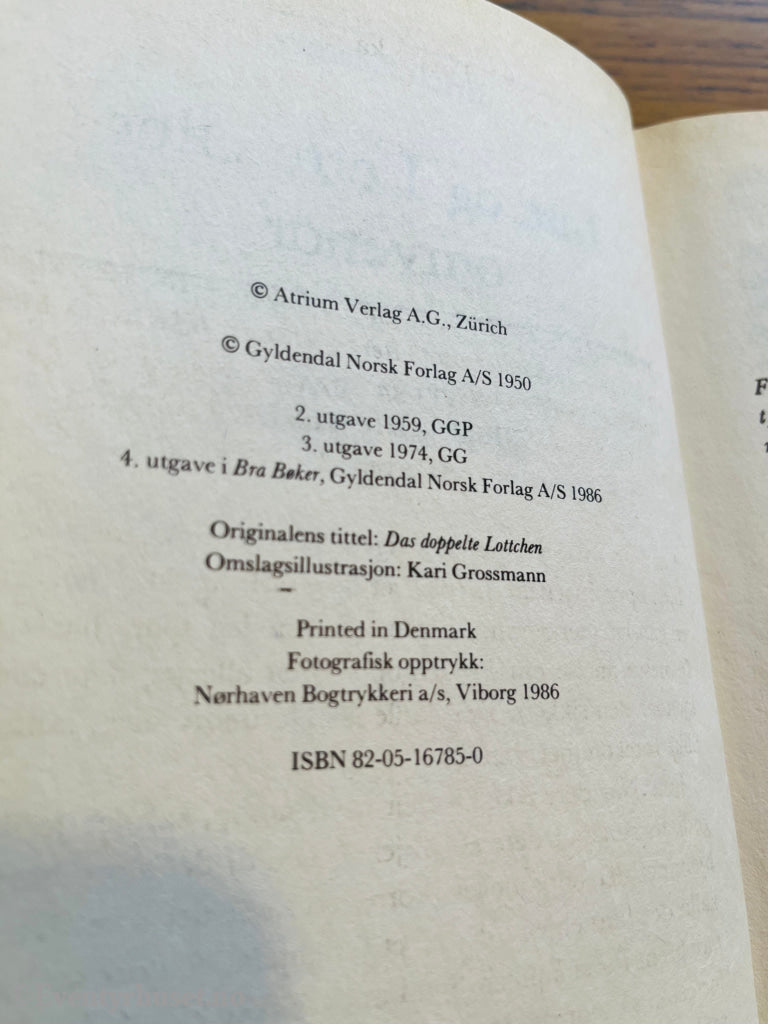 © Atrium Verlag A.G., Zürich
© Gyldendal Norsk Forlag A/S 1950
2. utgave 1959, GGP
3. utgave 1974, GG
4. utgave i Bra Bøker, Gyldendal Norsk Forlag A/S 1986
Originalens tittel: Das doppelte Lottchen
Omslagsillustrasjon: Kari Grossmann
Printed in Denmark
Fotografisk opptrykk:
Nørhaven Bogtrykkeri a/s, Viborg 1986
ISBN 82-05-16785-0